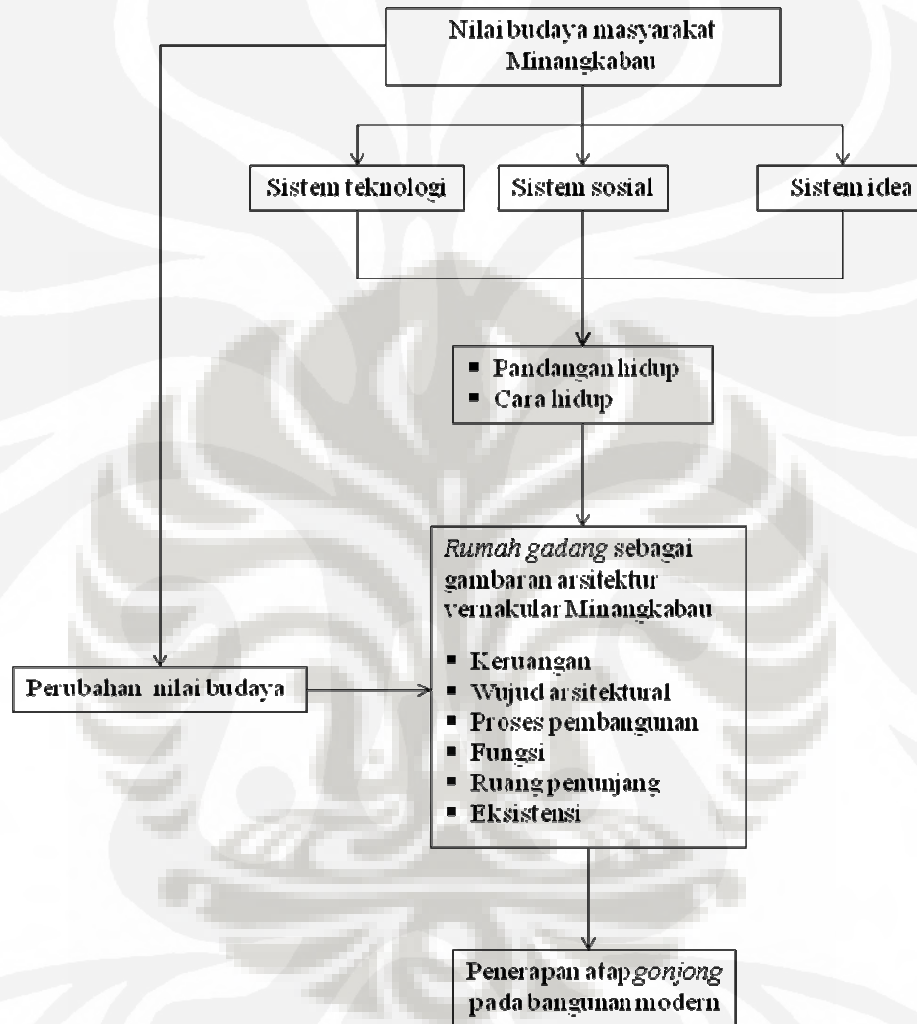 Nilai budaya masyarakat
Minangkabau
Sistem teknologi
Sistem sosial
Sistem idea
▪ Pandangan hidup
▪ Cara hidup
Rumah gadang sebagai
gambaran arsitektur
vernakular Minangkabau
▪ Keruangan
▪ Wujud arsitektural
▪ Proses pembangunan
▪ Fungsi
▪ Ruang penunjang
▪ Eksistensi
Perubahan nilai budaya
Penerapan atap gonjong
pada bangunan modern